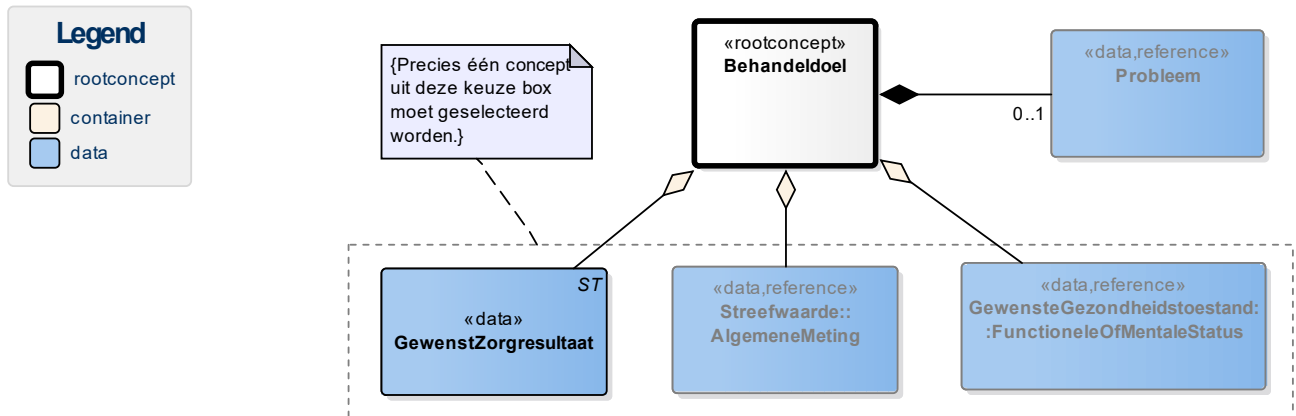 Legend
rootconcept
container
data
{Precies één concept
uit deze keuze box
moet geselecteerd
worden.}
«rootconcept»
Behandeldoel
«data,reference»
Probleem
0..1
ST
«data»
GewenstZorgresultaat
«data,reference»
Streefwaarde::
AlgemeneMeting
«data,reference»
GewensteGezondheidstoestand:
:FunctioneleOfMentaleStatus